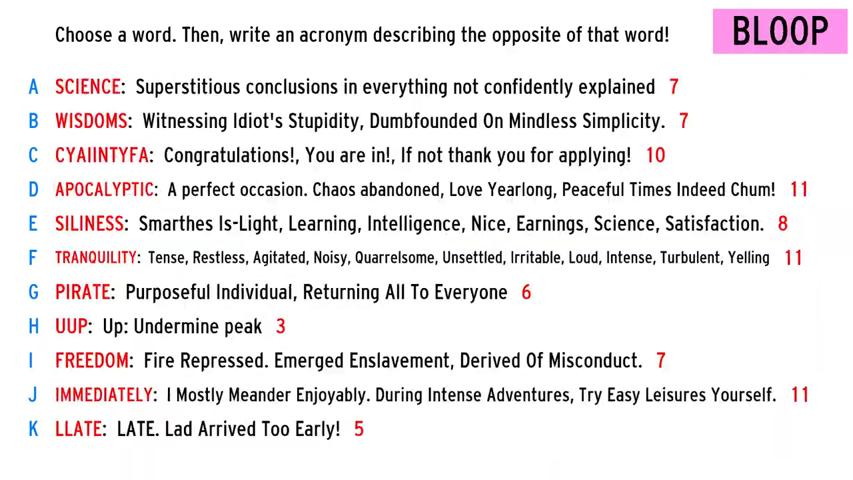 Choose a word. Then, write an acronym describing the opposite of that word!
BLOOP
A SCIENCE: Superstitious conclusions in everything not confidently explained 7
B WISDOMS: Witnessing Idiot's Stupidity, Dumbfounded On Mindless Simplicity. 7
C CYAIINTYFA: Congratulations!, You are in!, If not thank you for applying! 10
D APOCALYPTIC: A perfect occasion. Chaos abandoned, Love Yearlong, Peaceful Times Indeed Chum! 11
E SILINESS: Smarthes Is-Light, Learning, Intelligence, Nice, Earnings, Science, Satisfaction. 8
F TRANQUILITY: Tense, Restless, Agitated, Noisy, Quarrelsome, Unsettled, Irritable, Loud, Intense, Turbulent, Yelling 11
G PIRATE: Purposeful Individual, Returning All To Everyone 6
H UUP: Up: Undermine peak 3
I FREEDOM: Fire Repressed. Emerged Enslavement, Derived Of Misconduct. 7
J IMMEDIATELY: I Mostly Meander Enjoyably. During Intense Adventures, Try Easy Leisures Yourself. 11
K LLATE: LATE. Lad Arrived Too Early! 5